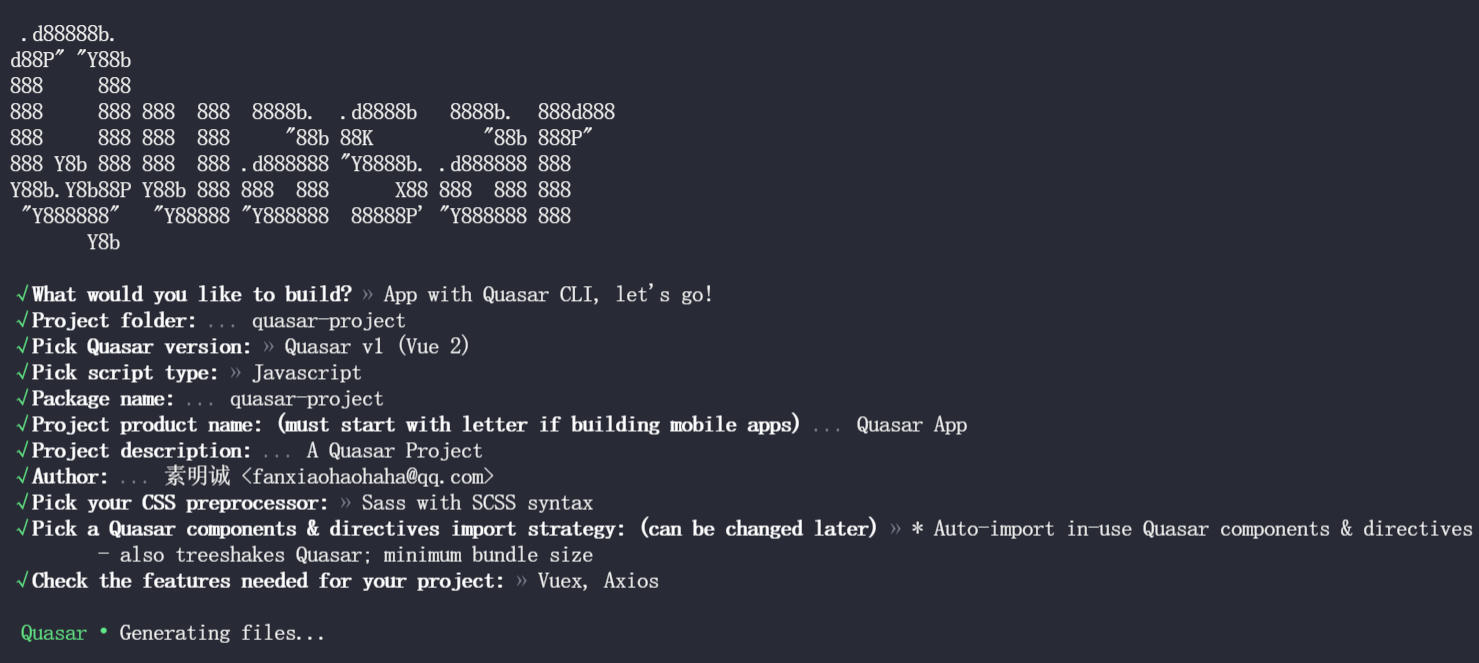 .d88888b.
d88P" "Y88b
888     888
888     888 888  888  8888b.  .d8888b   8888b.  888d888
888     888 888  888     "88b 88K          "88b 888P"
888 Y8b 888 888  888 .d888888 "Y8888b. .d888888 888
Y88b.Y8b88P Y88b 888 888  888      X88 888  888 888
 "Y888888"   "Y88888 "Y888888  88888P' "Y888888 888
       Y8b
√What would you like to build? » App with Quasar CLI, let's go!
√Project folder: ... quasar-project
√Pick Quasar version: » Quasar v1 (Vue 2)
√Pick script type: » Javascript
√Package name: ... quasar-project
√Project product name: (must start with letter if building mobile apps) ... Quasar App
√Project description: ... A Quasar Project
√Author: ... 素明诚 <fanxiaohaohaha@qq.com>
√Pick your CSS preprocessor: » Sass with SCSS syntax
√Pick a Quasar components & directives import strategy: (can be changed later) » * Auto-import in-use Quasar components & directives
- also treeshakes Quasar; minimum bundle size
√Check the features needed for your project: » Vuex, Axios
Quasar • Generating files...